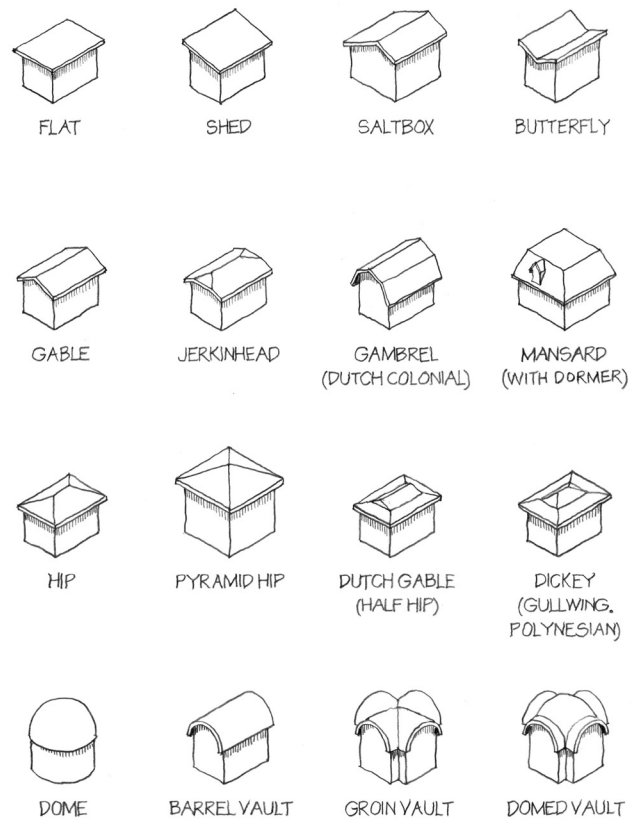 FLAT
SHED
SALTBOX
BUTTERFLY
GABLE
JERKINHEAD
GAMBREL
(DUTCH COLONIAL)
MANSARD
(WITH DORMER)
HIP
PYRAMID HIP
DUTCH GABLE
(HALF HIP)
DICKEY
(GULLWING.
POLYNESIAN)
DOME
BARREL VAULT
GROIN VAULT
DOMED VAULT